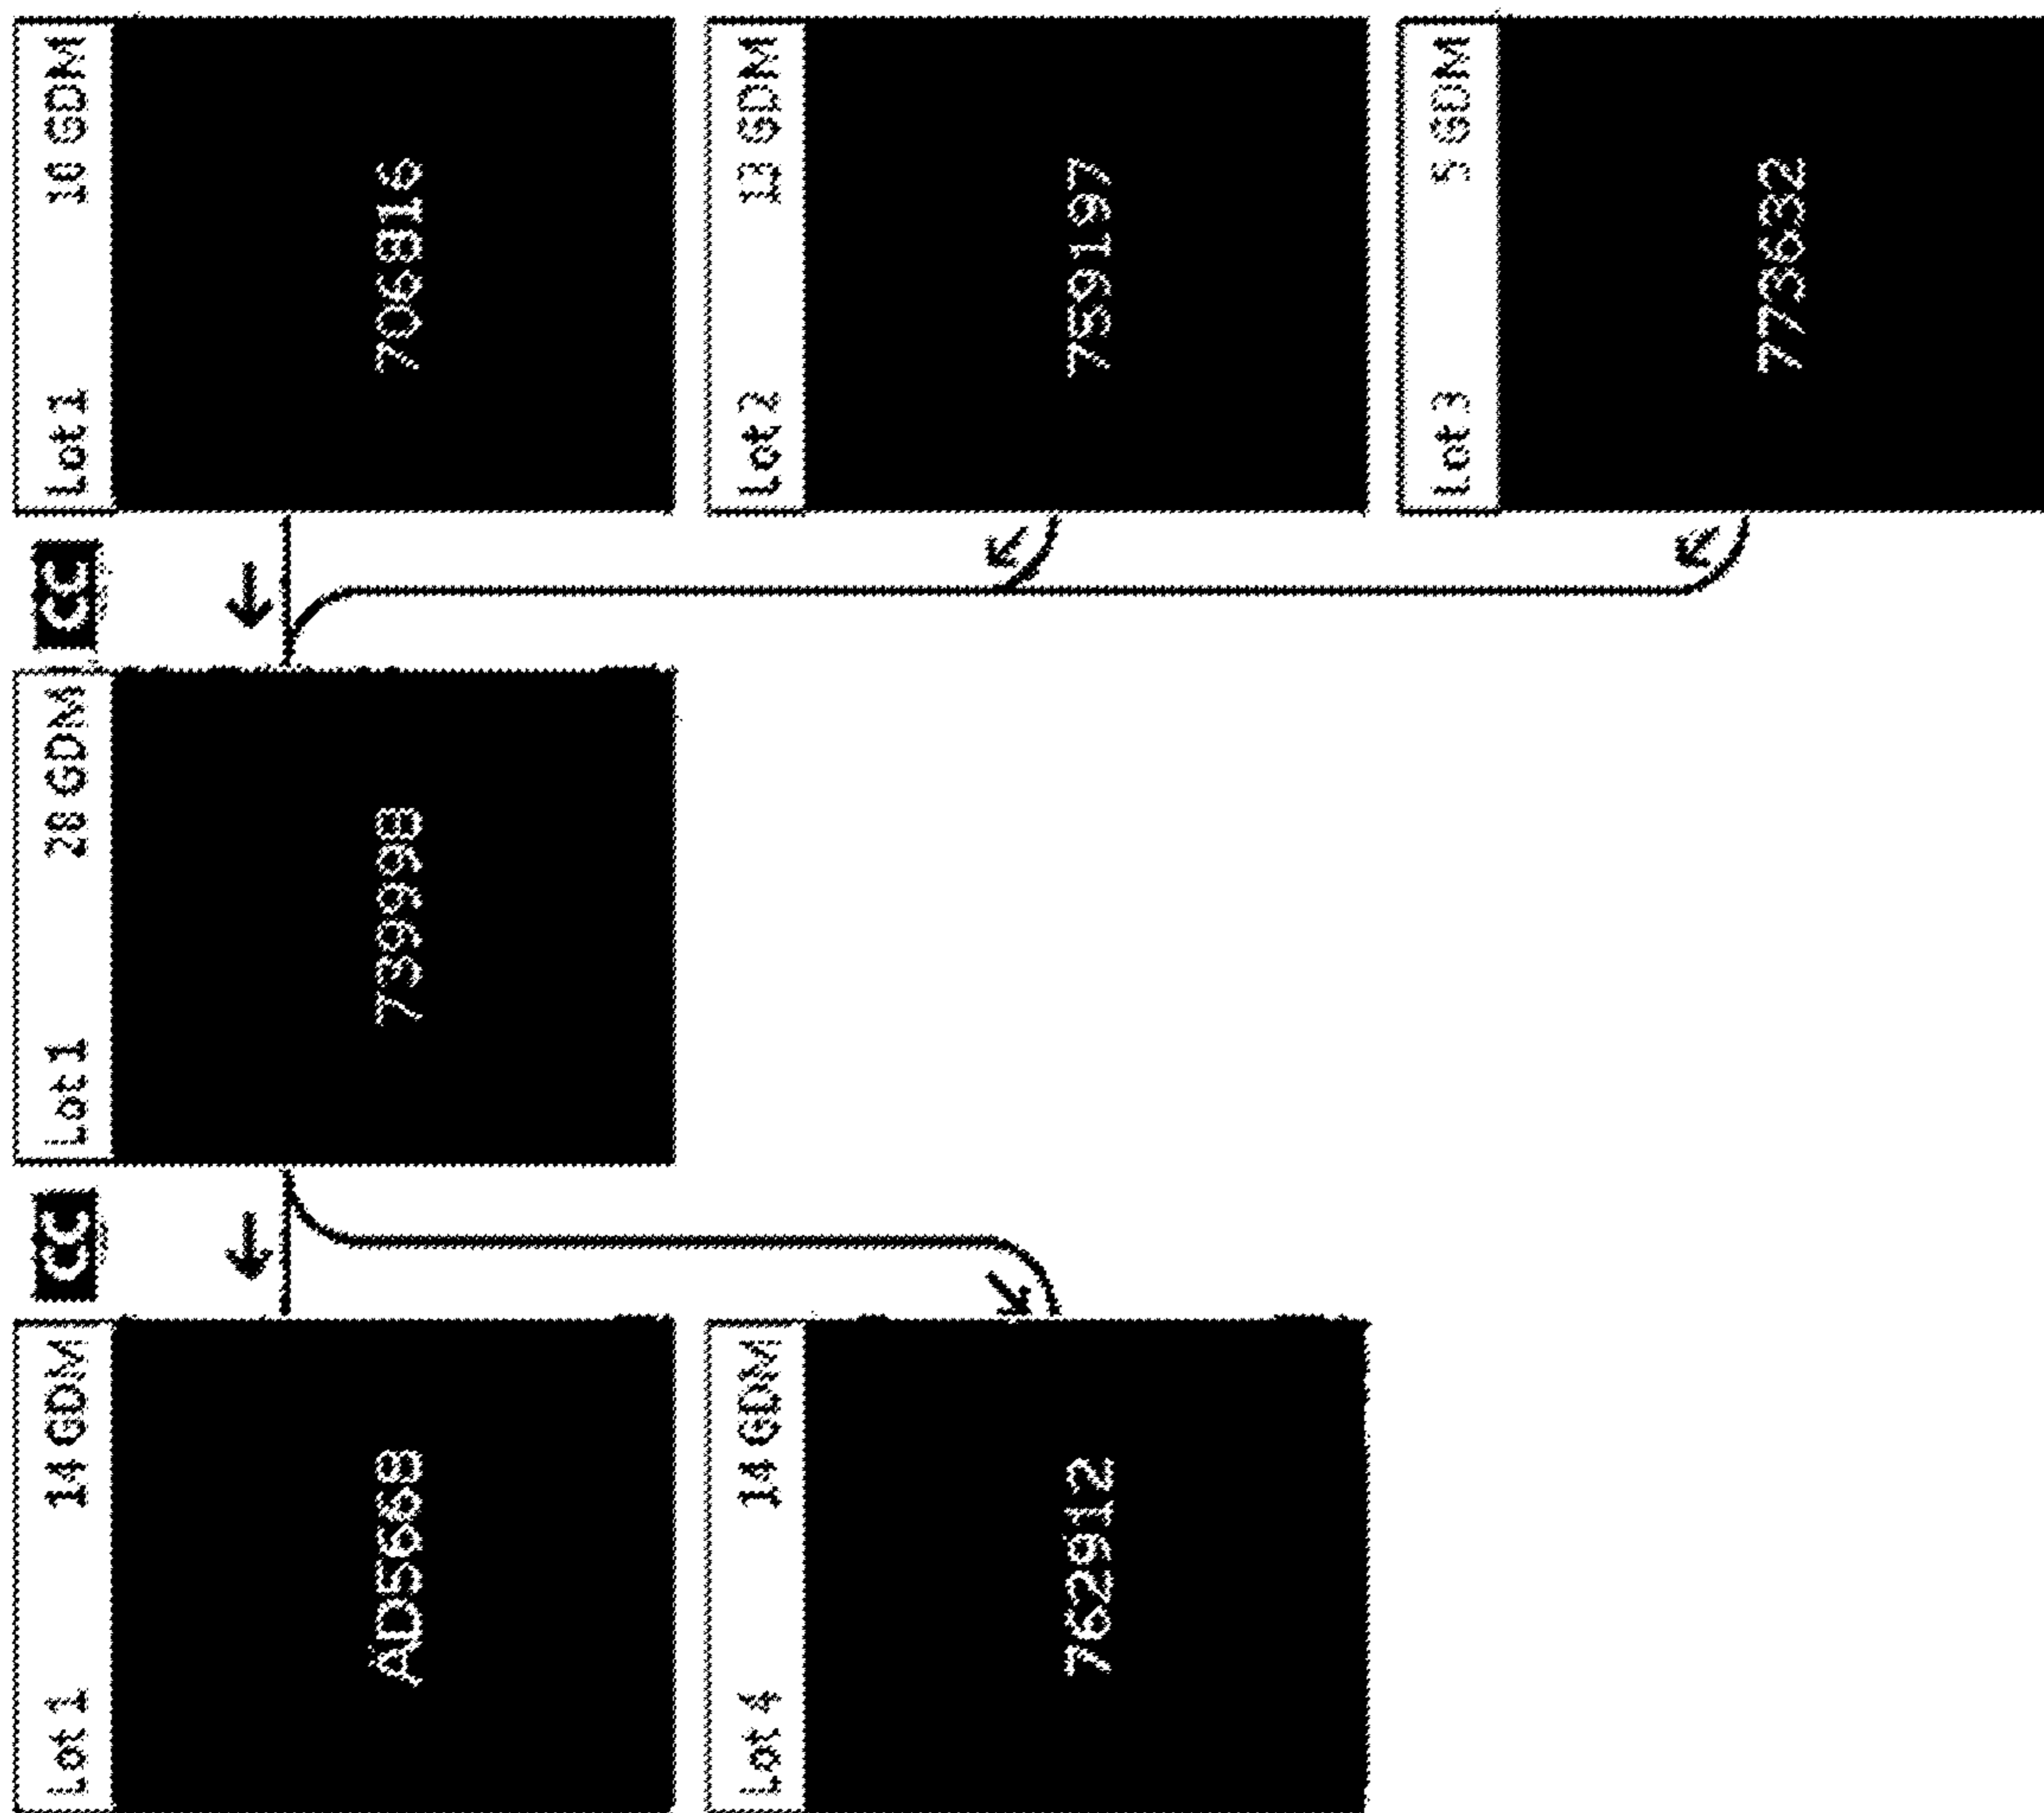 Lot 1 10 GDM
706816
Lot 2 13 GDM
759197
Lot 3 5 GDM
773632
CC
Lot 1 28 GDM
739998
CC
Lot 1 14 GDM
AD5668
Lot 4 14 GDM
762912